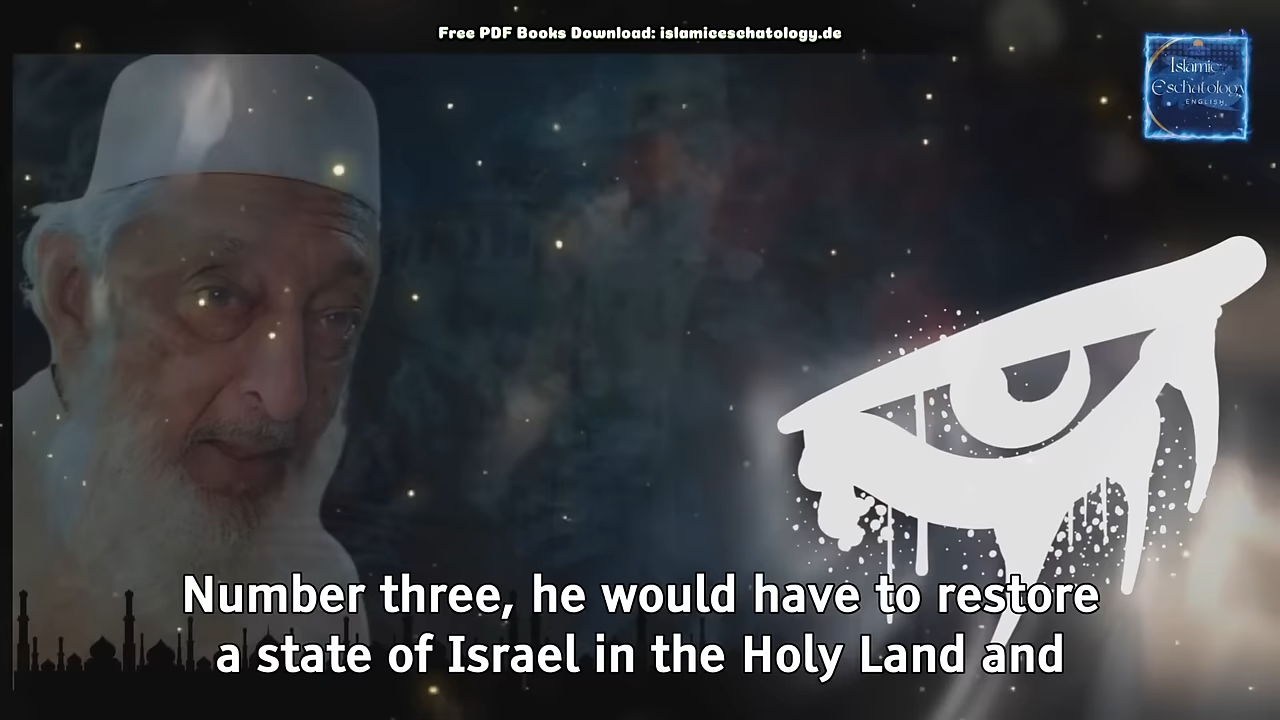 Free PDF Books Download: islamiceschatology.de
Islamic
Eschatology
ENGLISH
Number three, he would have to restore
a state of Israel in the Holy Land and